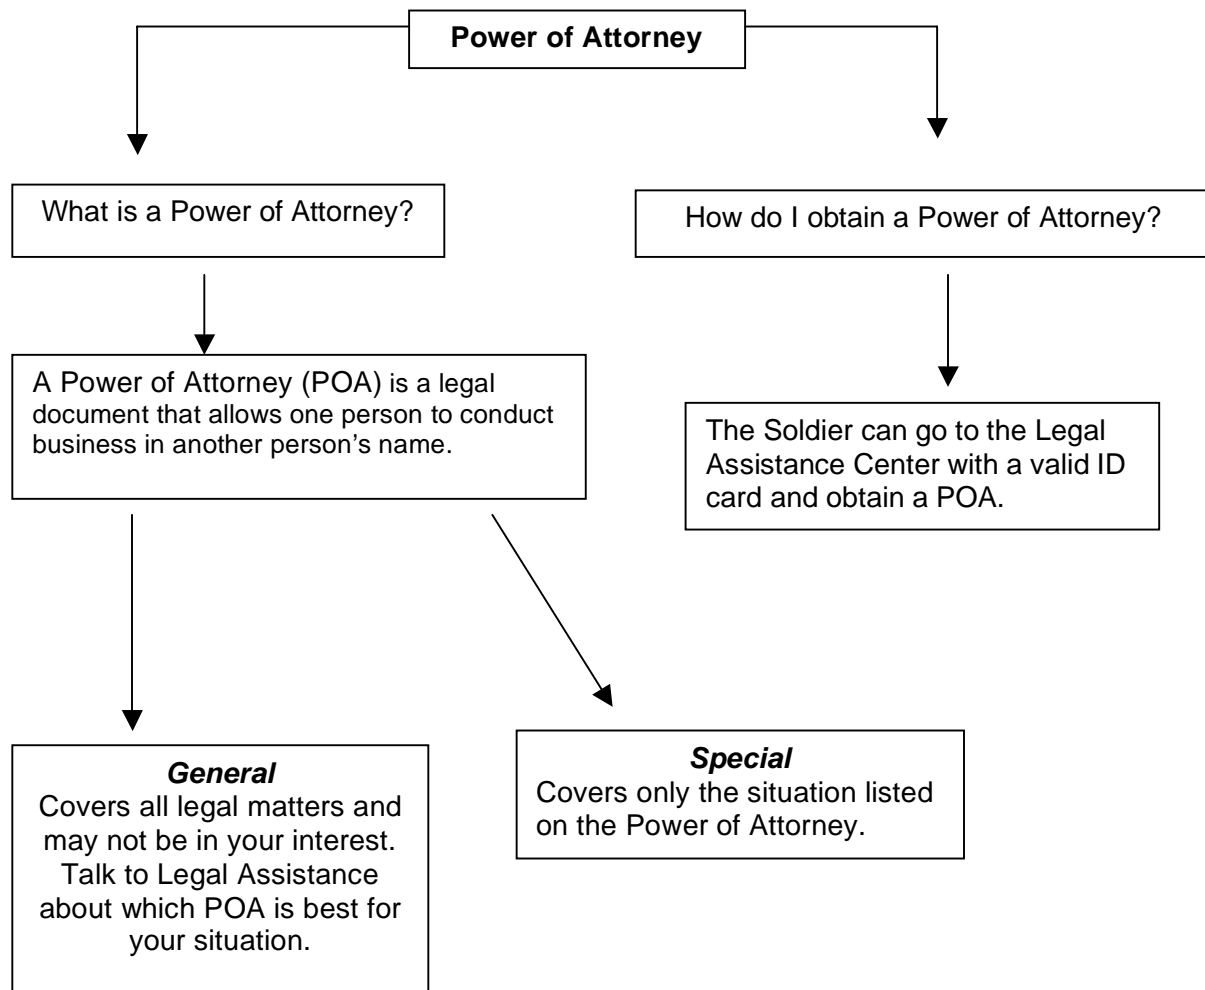 Power of Attorney
What is a Power of Attorney?
How do I obtain a Power of Attorney?
A Power of Attorney (POA) is a legal
document that allows one person to conduct
business in another person’s name.
The Soldier can go to the Legal
Assistance Center with a valid ID
card and obtain a POA.
General
Covers all legal matters and
may not be in your interest.
Talk to Legal Assistance
about which POA is best for
your situation.
Special
Covers only the situation listed
on the Power of Attorney.